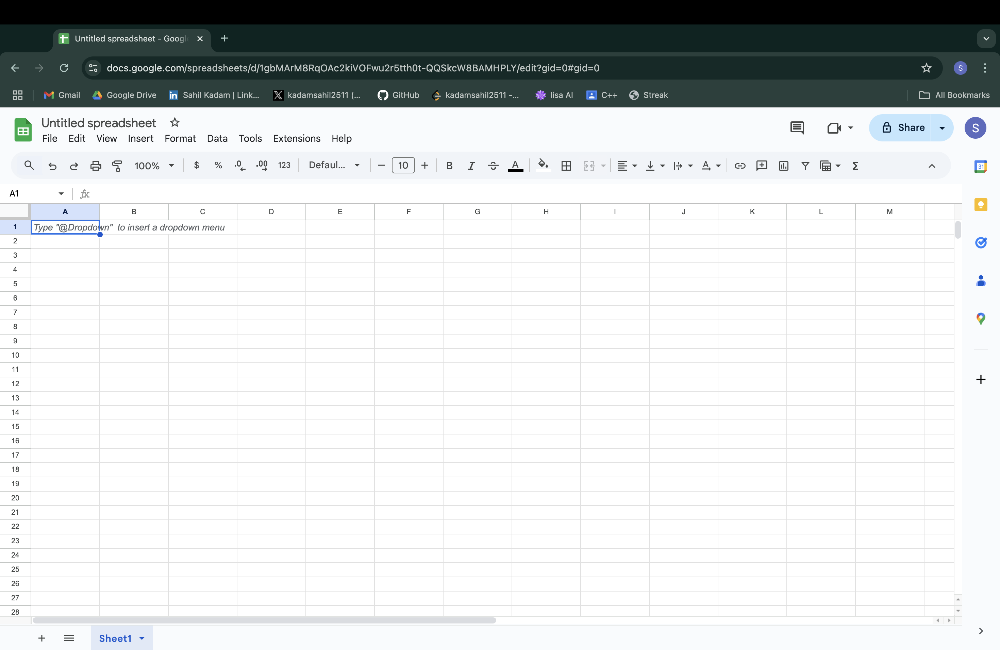 Untitled spreadsheet - Googl
docs.google.com/spreadsheets/d/1gbMArM8RqOAc2kiVOFwu2r5tth0t-QQSkcW8BAMHPLY/edit?gid=0#gid=0
S
Gmail Google Drive Sahil Kadam | Link... kadamsahil2511 (... GitHub kadamsahil2511 -... lisa AI C++ Streak All Bookmarks
Untitled spreadsheet
File Edit View Insert Format Data Tools Extensions Help
Share
S
100% $ % .0 .00 123 Defaul... 10 B I S A Σ
31
A1 fx
A B C D E F G H I J K L M
1 Type "@Dropdown" to insert a dropdown menu
2
3
4
5
6
7
8
9
10
11
12
13
14
15
16
17
18
19
20
21
22
23
24
25
26
27
28
Sheet1